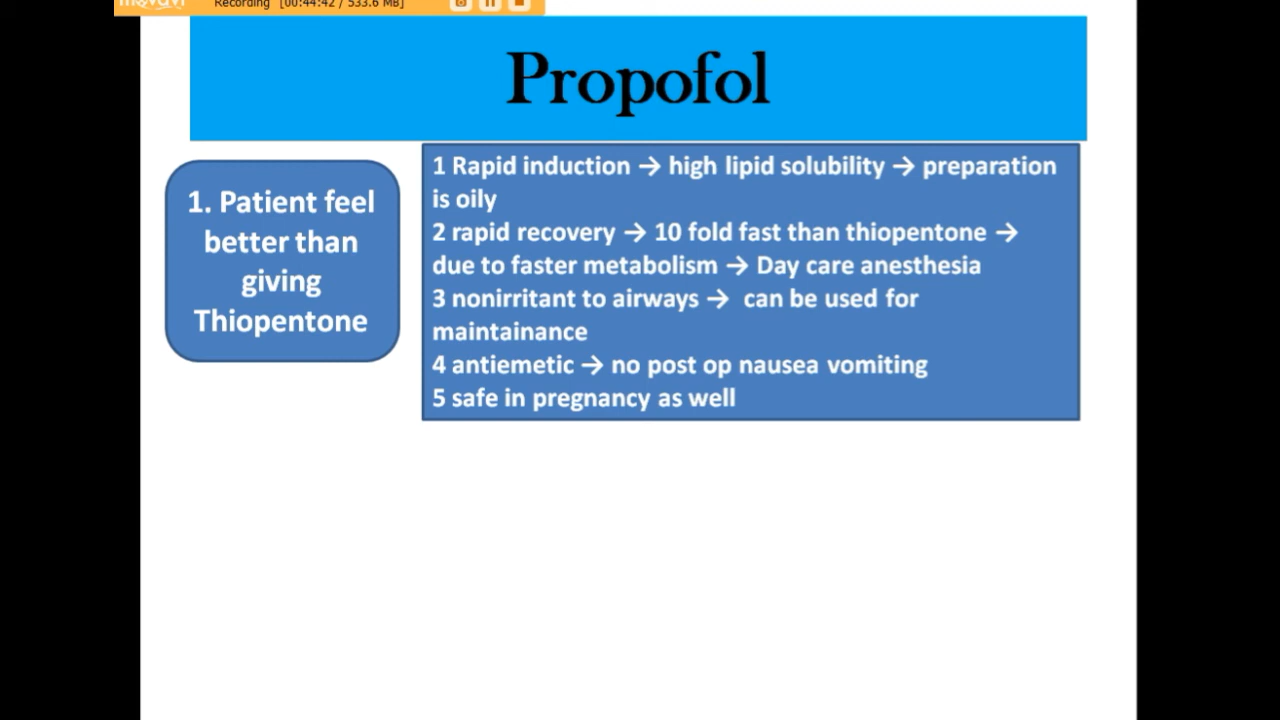 Recording [00:44:42 / 533.6 MB]
Propofol
1. Patient feel
better than
giving
Thiopentone
1 Rapid induction → high lipid solubility → preparation
is oily
2 rapid recovery → 10 fold fast than thiopentone →
due to faster metabolism → Day care anesthesia
3 nonirritant to airways → can be used for
maintainance
4 antiemetic → no post op nausea vomiting
5 safe in pregnancy as well